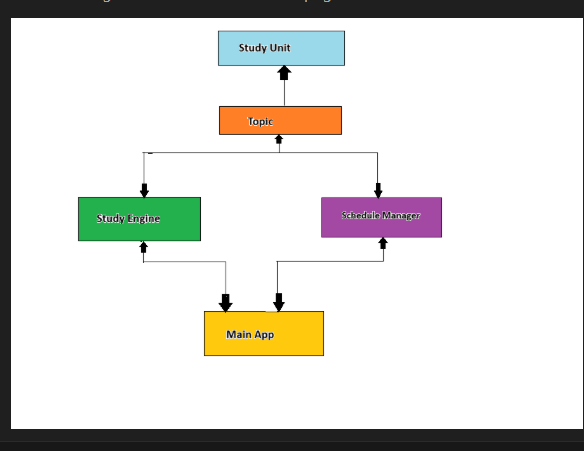 Study Unit
Topic
Study Engine
Schedule Manager
Main App